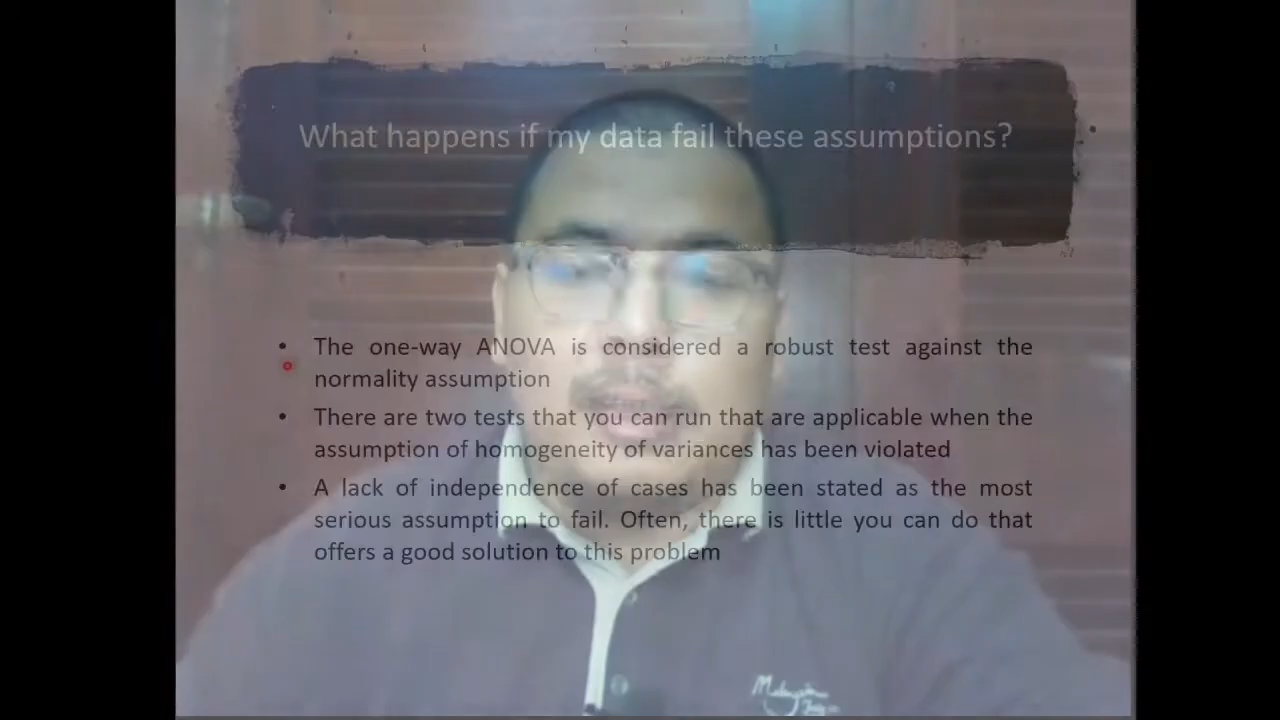 What happens if my data fail these assumptions?
• The one-way ANOVA is considered a robust test against the
normality assumption
• There are two tests that you can run that are applicable when the
assumption of homogeneity of variances has been violated
• A lack of independence of cases has been stated as the most
serious assumption to fail. Often, there is little you can do that
offers a good solution to this problem